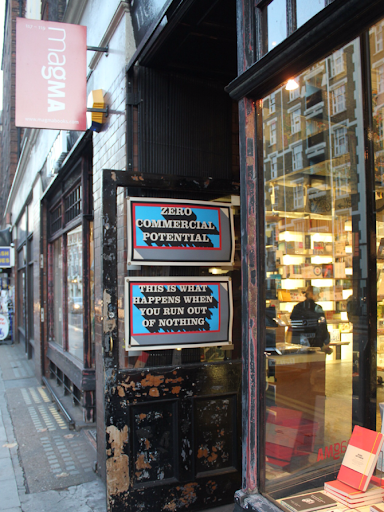 magMA
ZERO
COMMERCIAL
POTENTIAL
THIS IS WHAT
HAPPENS WHEN
YOU RUN OUT
OF NOTHING